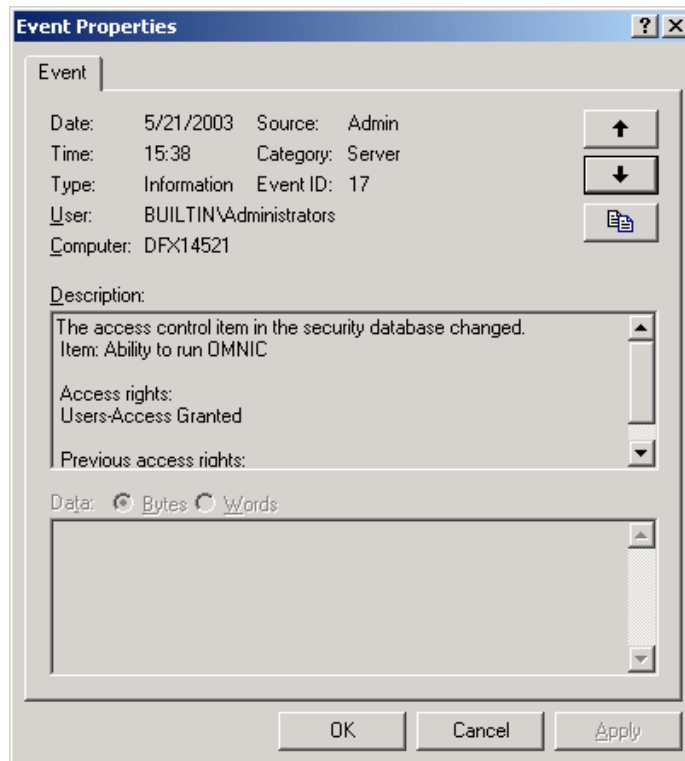 Event Properties
Event
Date: 5/21/2003 Source: Admin
Time: 15:38 Category: Server
Type: Information Event ID: 17
User: BUILTIN\Administrators
Computer: DFX14521
Description:
The access control item in the security database changed.
Item: Ability to run OMNIC
Access rights:
Users-Access Granted
Previous access rights:
Data: Bytes Words
OK Cancel Apply